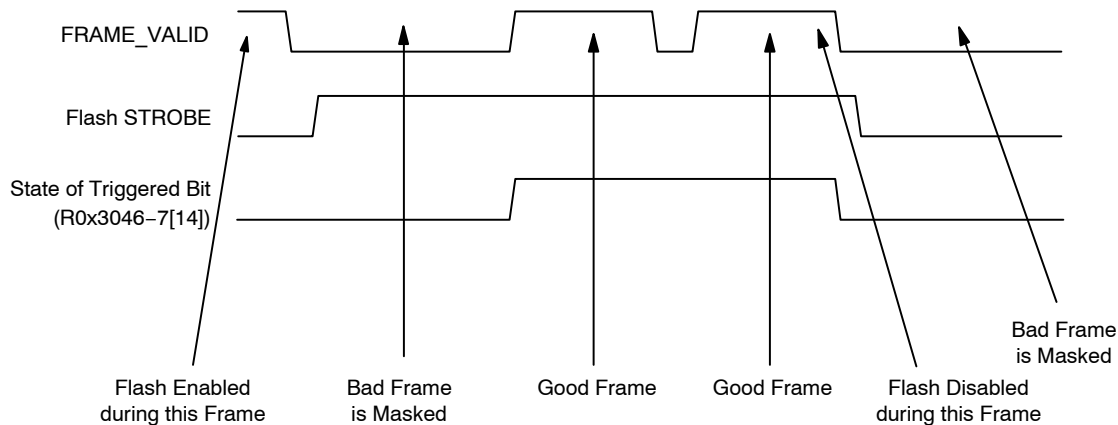 FRAME_VALID
Flash STROBE
State of Triggered Bit
(R0x3046−7[14])
Flash Enabled
during this Frame
Bad Frame
is Masked
Good Frame
Good Frame
Flash Disabled
during this Frame
Bad Frame
is Masked